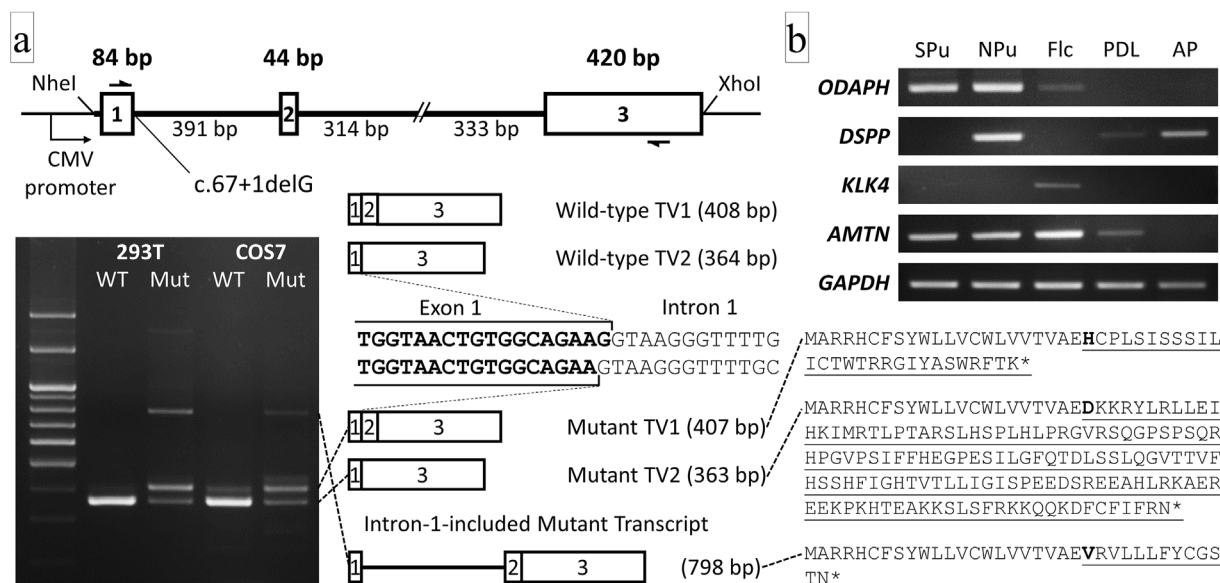 a
84 bp
44 bp
420 bp
NheI
XhoI
1
2
3
391 bp
314 bp
333 bp
CMV
promoter
c.67+1delG
293T
COS7
WT
Mut
WT
Mut
1 2 3
Wild-type TV1 (408 bp)
1 3
Wild-type TV2 (364 bp)
Exon 1
Intron 1
TGGTAACTGTGGCAGAAGGTAAGGGTTTTG
TGGTAACTGTGGCAGAAGTAAGGGTTTTGC
1 2 3
Mutant TV1 (407 bp)
1 3
Mutant TV2 (363 bp)
Intron-1-included Mutant Transcript
1 2 3
(798 bp)
b
SPu NPu Flc PDL AP
ODAPH
DSPP
KLK4
AMTN
GAPDH
MARRHCFSYWLLVCWLVVTVAEHCPLSISSSIL
ICTWTRRGIYASWRFTK*
MARRHCFSYWLLVCWLVVTVAEDKKRYLRLLEI
HKIMRTLPTARSLHSPLHLPRGVRSQGPSPSQR
HPGVPSIFFHEGPESILGFQTDLSSLQGVTTVF
HSSHFIGHTVTLLIGISPEEDSREEAHLRKAER
EEKPKHTEAKKSLSFRKKQQKDFCFIFRN*
MARRHCFSYWLLVCWLVVTVAEVRVLLLFYCGS
TN*